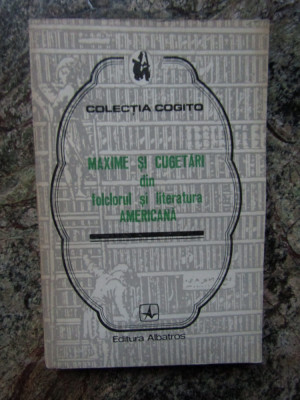 COLECȚIA COGITO
MAXIME ȘI CUGETĂRI
din
folclorul și literatura
AMERICANĂ
Editura Albatros